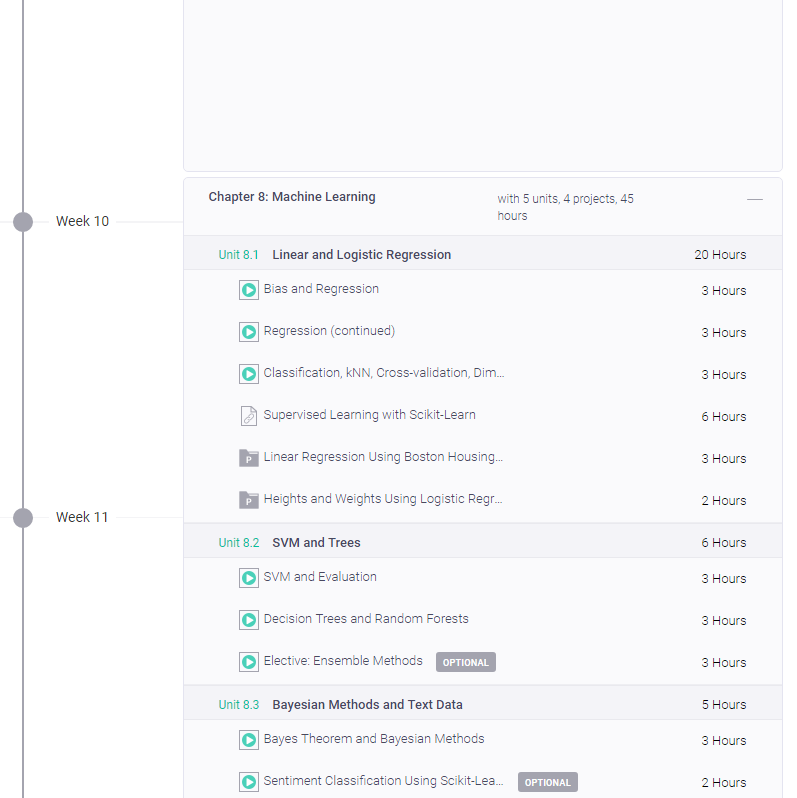 Chapter 8: Machine Learning
with 5 units, 4 projects, 45
hours
Week 10
Unit 8.1 Linear and Logistic Regression 20 Hours
Bias and Regression 3 Hours
Regression (continued) 3 Hours
Classification, kNN, Cross-validation, Dim... 3 Hours
Supervised Learning with Scikit-Learn 6 Hours
P Linear Regression Using Boston Housing... 3 Hours
P Heights and Weights Using Logistic Regr... 2 Hours
Week 11
Unit 8.2 SVM and Trees 6 Hours
SVM and Evaluation 3 Hours
Decision Trees and Random Forests 3 Hours
Elective: Ensemble Methods OPTIONAL 3 Hours
Unit 8.3 Bayesian Methods and Text Data 5 Hours
Bayes Theorem and Bayesian Methods 3 Hours
Sentiment Classification Using Scikit-Lea... OPTIONAL 2 Hours